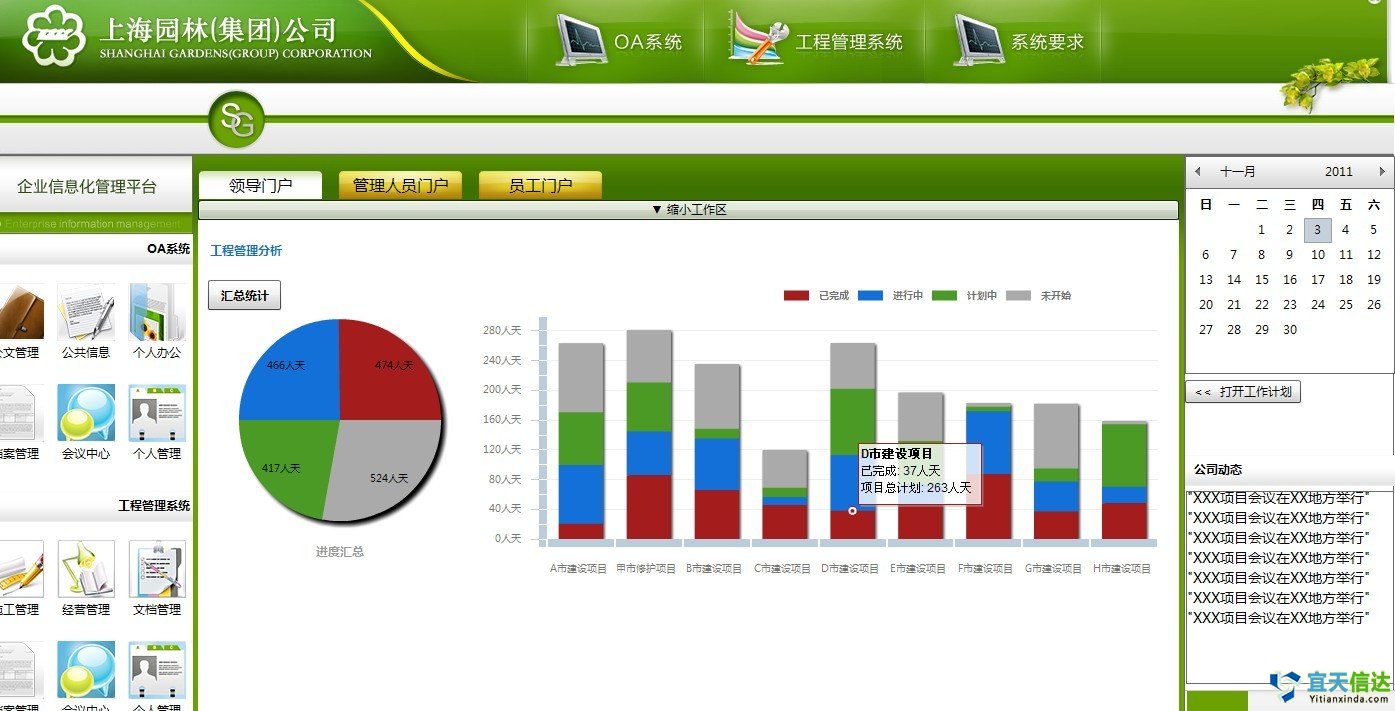 上海园林(集团)公司
SHANGHAI GARDENS(GROUP) CORPORATION
OA系统
工程管理系统
系统要求
SG
企业信息化管理平台
Enterprise information management
领导门户
管理人员门户
员工门户
▼ 缩小工作区
OA系统
文管理
公共信息
个人办公
案管理
会议中心
个人管理
工程管理系统
工管理
经营管理
文档管理
案管理
会议中心
个人管理
工程管理分析
汇总统计
466人天
474人天
417人天
524人天
进度汇总
已完成
进行中
计划中
未开始
280人天
240人天
200人天
160人天
120人天
80人天
40人天
0人天
D市建设项目
已完成: 37人天
项目总计划: 263人天
A市建设项目
甲市修护项目
B市建设项目
C市建设项目
D市建设项目
E市建设项目
F市建设项目
G市建设项目
H市建设项目
十一月 2011
日 一 二 三 四 五 六
1 2 3 4 5
6 7 8 9 10 11 12
13 14 15 16 17 18 19
20 21 22 23 24 25 26
27 28 29 30
<< 打开工作计划
公司动态
"XXX项目会议在XX地方举行"
"XXX项目会议在XX地方举行"
"XXX项目会议在XX地方举行"
"XXX项目会议在XX地方举行"
"XXX项目会议在XX地方举行"
"XXX项目会议在XX地方举行"
"XXX项目会议在XX地方举行"
宜天信达
Yitianxinda.com